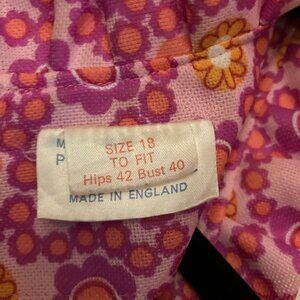 SIZE 18
TO FIT
Hips 42 Bust 40
MADE IN ENGLAND